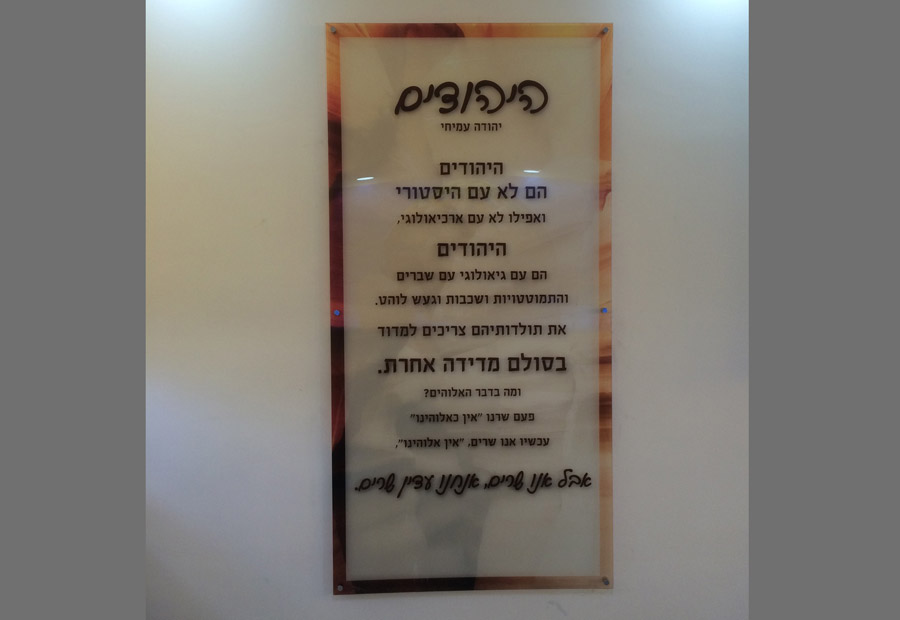 היהודים
יהודה עמיחי
היהודים
הם לא עם היסטורי
ואפילו לא עם ארכיאולוגי,
היהודים
הם עם גיאולוגי עם שברים
והתמוטטויות ושכבות וגעש לוהט.
את תולדותיהם צריכים למדוד
בסולם מדידה אחרת.
ומה בדבר האלוהים?
פעם שרנו "אין כאלוהינו"
עכשיו אנו שרים, "אין אלוהינו",
אבל אנו שרים, אנחנו עדיין שרים.